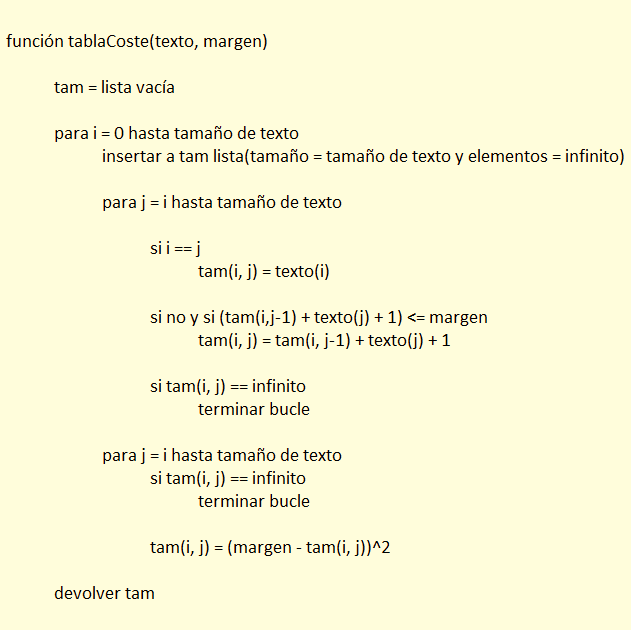 función tablaCoste(texto, margen)
tam = lista vacía
para i = 0 hasta tamaño de texto
insertar a tam lista(tamaño = tamaño de texto y elementos = infinito)
para j = i hasta tamaño de texto
si i == j
tam(i, j) = texto(i)
si no y si (tam(i,j-1) + texto(j) + 1) <= margen
tam(i, j) = tam(i, j-1) + texto(j) + 1
si tam(i, j) == infinito
terminar bucle
para j = i hasta tamaño de texto
si tam(i, j) == infinito
terminar bucle
tam(i, j) = (margen - tam(i, j))^2
devolver tam